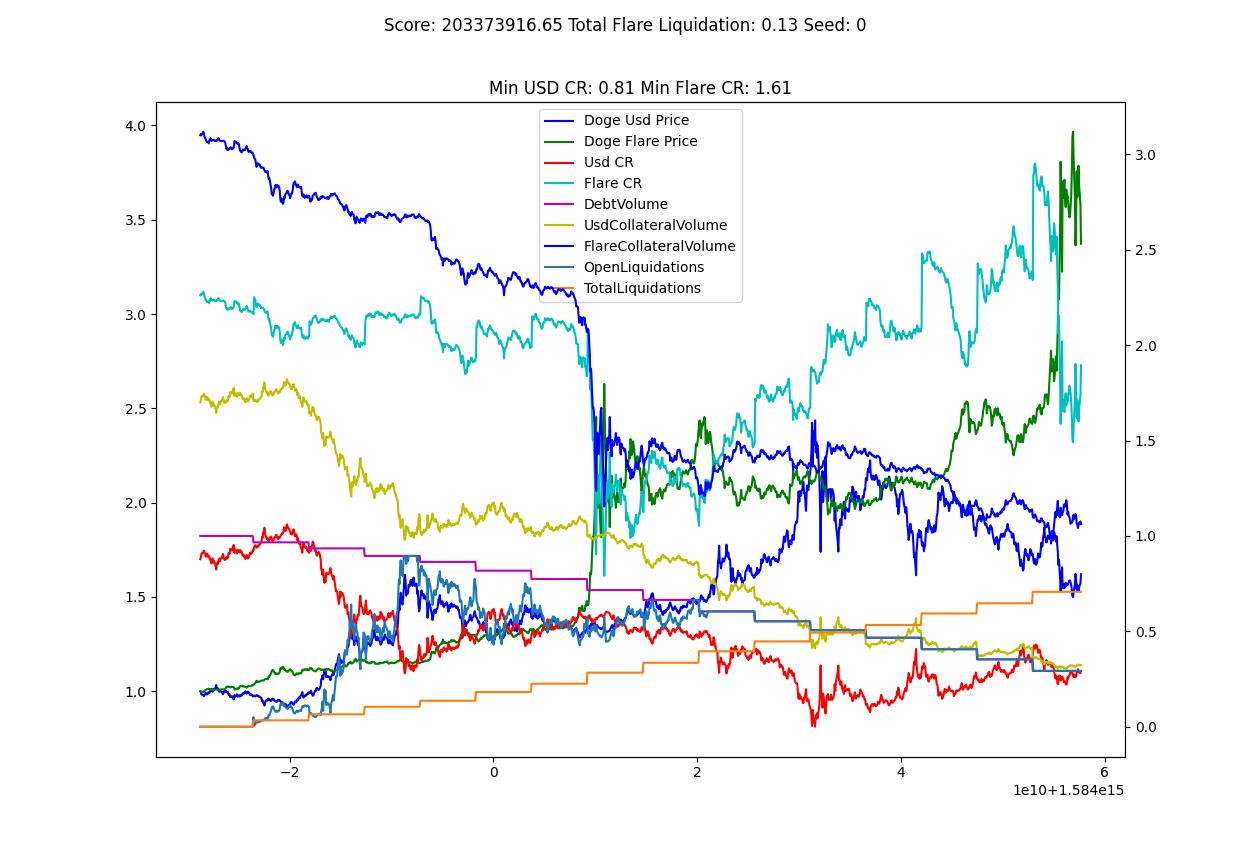 Score: 203373916.65 Total Flare Liquidation: 0.13 Seed: 0
Min USD CR: 0.81 Min Flare CR: 1.61
Doge Usd Price
Doge Flare Price
Usd CR
Flare CR
DebtVolume
UsdCollateralVolume
FlareCollateralVolume
OpenLiquidations
TotalLiquidations
4.0
3.5
3.0
2.5
2.0
1.5
1.0
3.0
2.5
2.0
1.5
1.0
0.5
0.0
−2 0 2 4 6
1e10+1.584e15